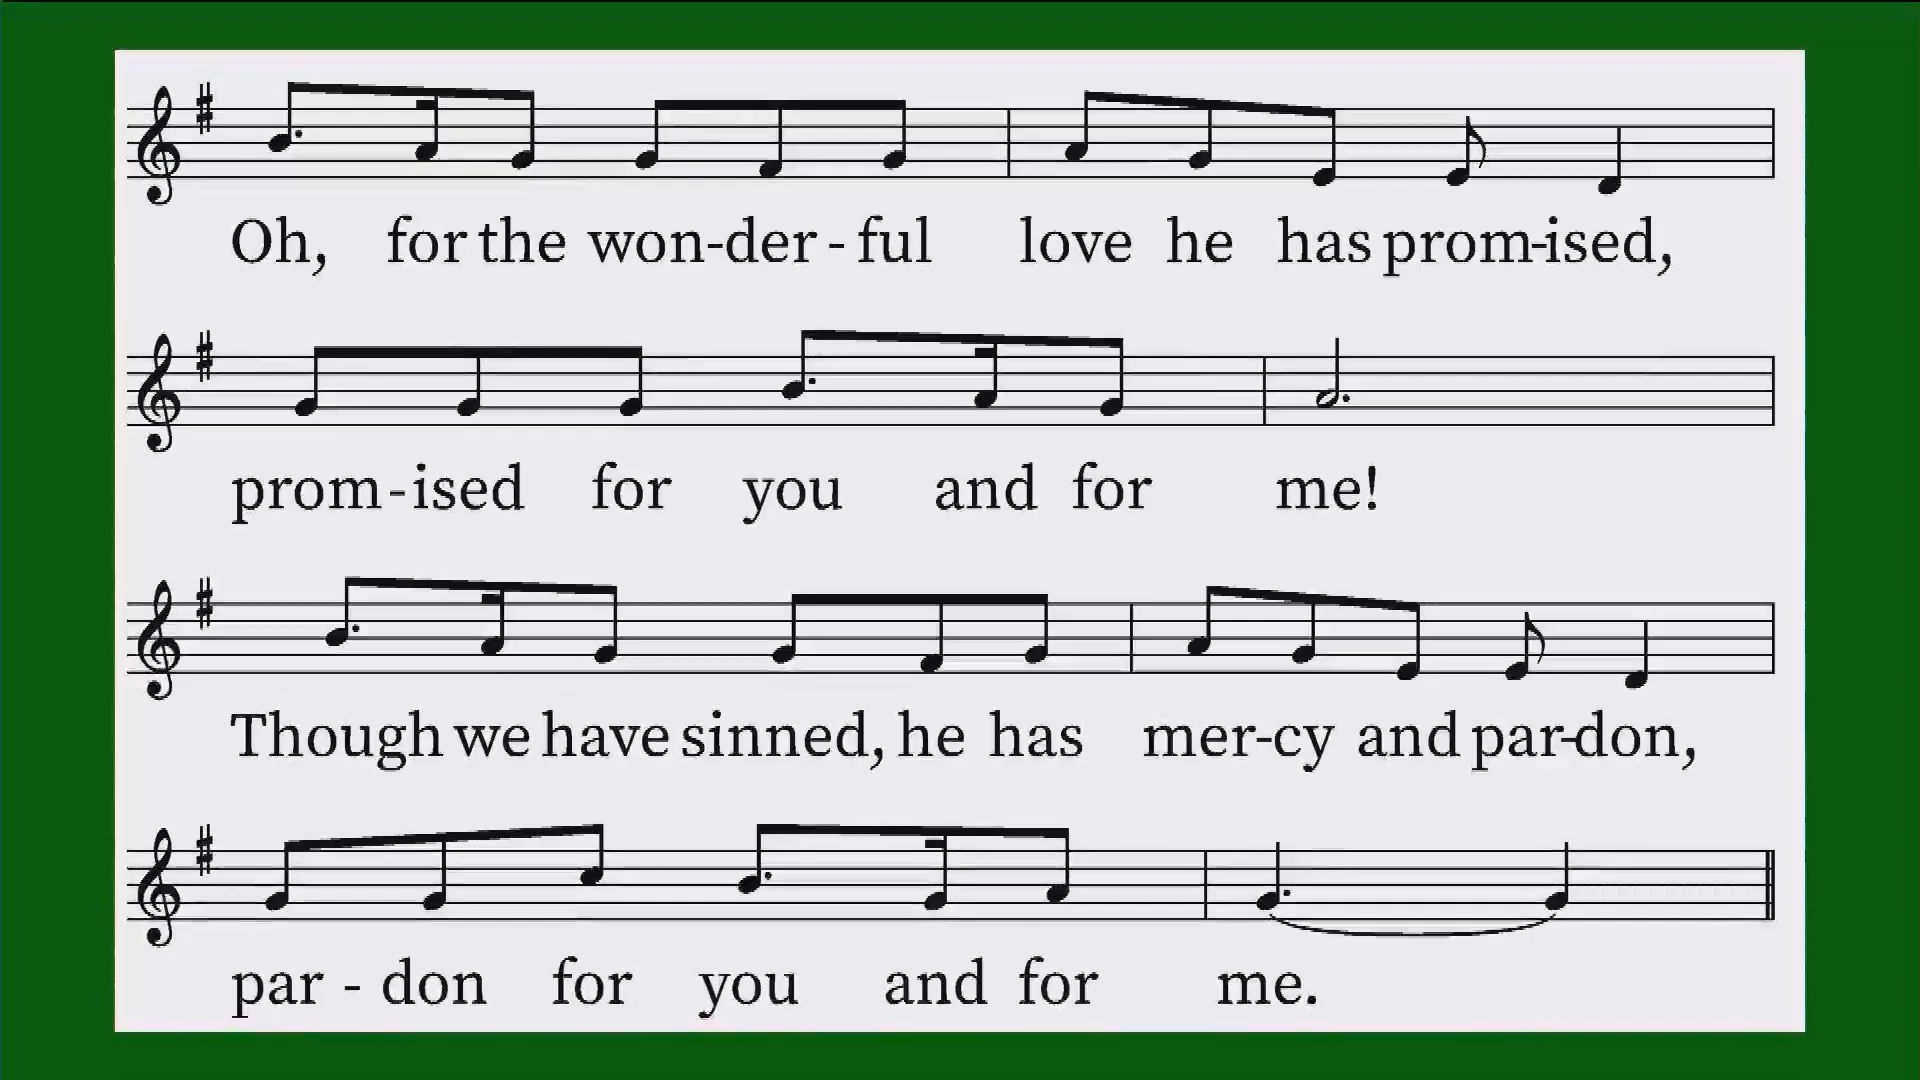 Oh, for the won-der-ful love he has prom-ised,
prom-ised for you and for me!
Though we have sinned, he has mer-cy and par-don,
par-don for you and for me.